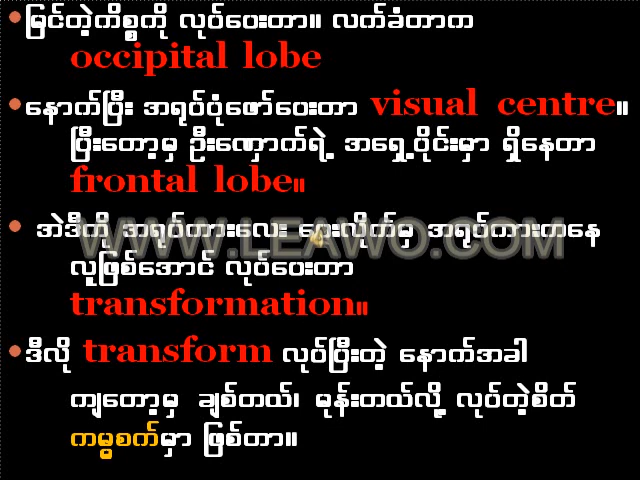 • မြင်တဲ့ကိစ္စကို လုပ်ပေးတာ။ လက်ခံတာက
occipital lobe
• နောက်ပြီး အရုပ်ပုံဖော်ပေးတာ visual centre။
ပြီးတော့မှ ဦးနှောက်ရဲ့ အရှေ့ပိုင်းမှာ ရှိနေတာ
frontal lobe။
• အဲဒီကို အရုပ်ကားလေး ရွေးလိုက်မှ အရုပ်ကားကနေ
WWW.LEAWO.COM
လူဖြစ်အောင် လုပ်ပေးတာ
transformation။
• ဒီလို transform လုပ်ပြီးတဲ့ နောက်အခါ
ကျတော့မှ ချစ်တယ်၊ မုန်းတယ်လို့ လုပ်တဲ့စိတ်
ကမ္မစက်မှာ ဖြစ်တာ။